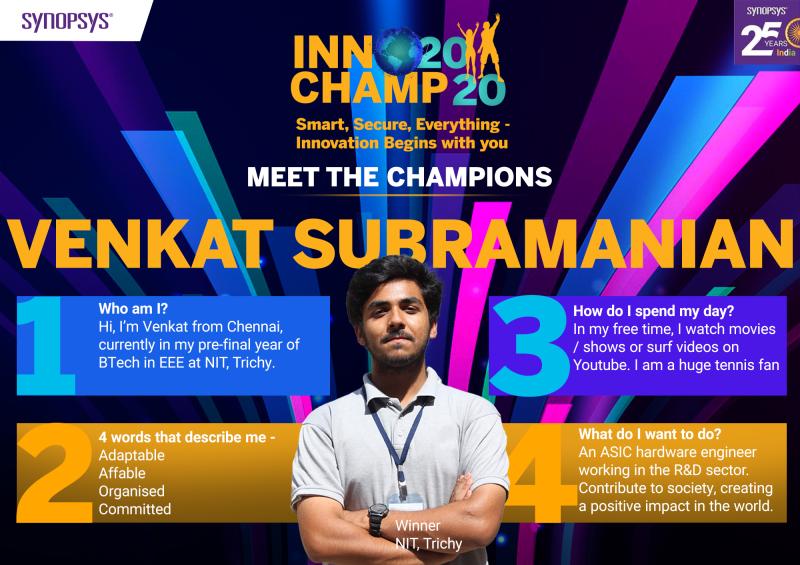 SYNOPSYS®
SYNOPSYS®
25 YEARS
India
INNO 20
CHAMP 20
Smart, Secure, Everything -
Innovation Begins with you
MEET THE CHAMPIONS
VENKAT SUBRAMANIAN
1
Who am I?
Hi, I'm Venkat from Chennai,
currently in my pre-final year of
BTech in EEE at NIT, Trichy.
2
4 words that describe me -
Adaptable
Affable
Organised
Committed
3
How do I spend my day?
In my free time, I watch movies
/ shows or surf videos on
Youtube. I am a huge tennis fan
4
What do I want to do?
An ASIC hardware engineer
working in the R&D sector.
Contribute to society, creating
a positive impact in the world.
Winner
NIT, Trichy